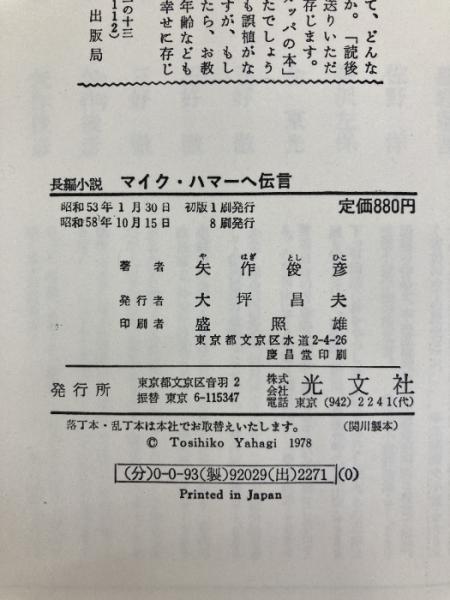 て、どんな
か。「読後
送りいただ
存じます。
ッパの本」
たでしょう
も誤植がな
すが、もし
たら、お教
年齢なども
幸せに存じ
一の十三
112）
出版局
長編小説 マイク・ハマーへ伝言
昭和53年1月30日 初版1刷発行
定価880円
昭和58年10月15日 8刷発行
著者 矢作俊彦
や はぎ とし ひこ
発行者 大坪昌夫
印刷者 盛照雄
東京都文京区水道2-4-26
慶昌堂印刷
発行所 東京都文京区音羽2
振替 東京 6-115347
株式会社 光文社
電話 東京 (942) 2241(代)
落丁本・乱丁本は本社でお取替えいたします。 (関川製本)
© Tosihiko Yahagi 1978
(分)0-0-93(製)92029(出)2271(0)
Printed in Japan